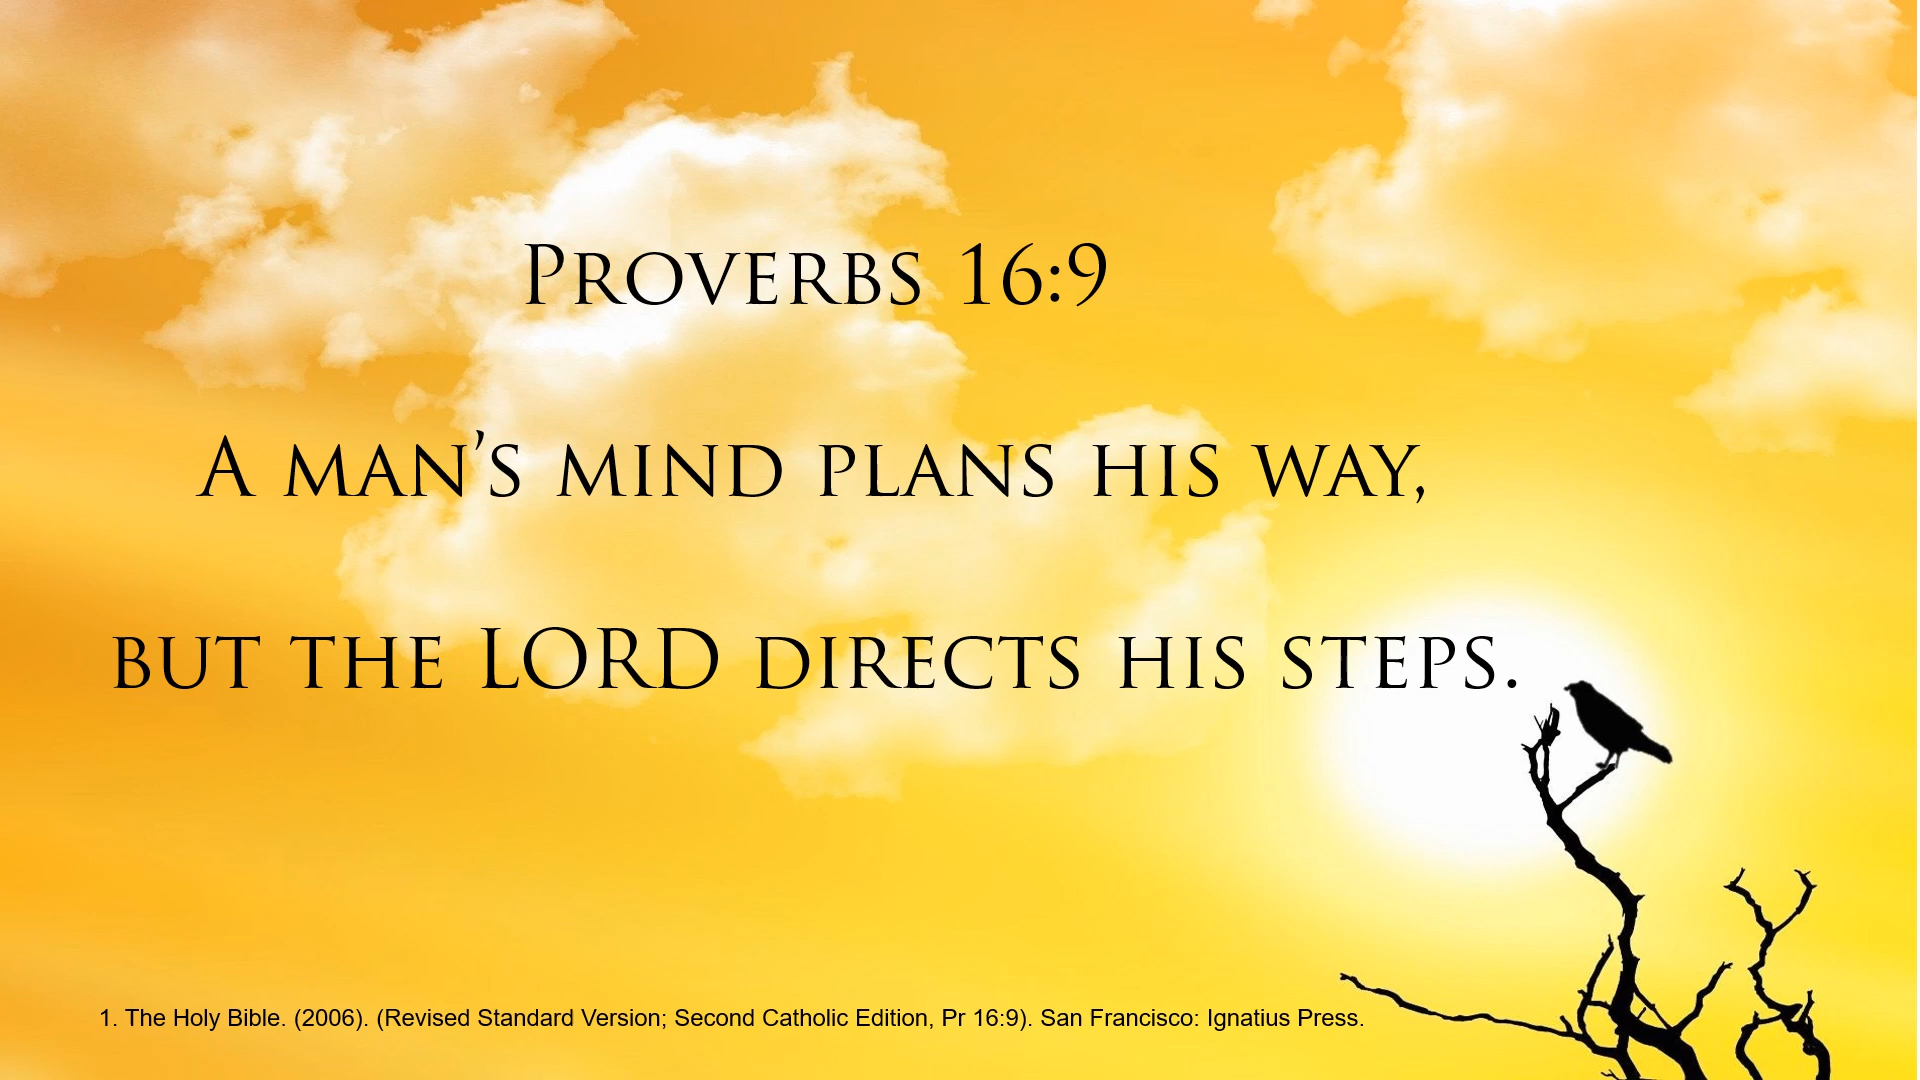 Proverbs 16:9
A man’s mind plans his way,
but the LORD directs his steps.
1. The Holy Bible. (2006). (Revised Standard Version; Second Catholic Edition, Pr 16:9). San Francisco: Ignatius Press.